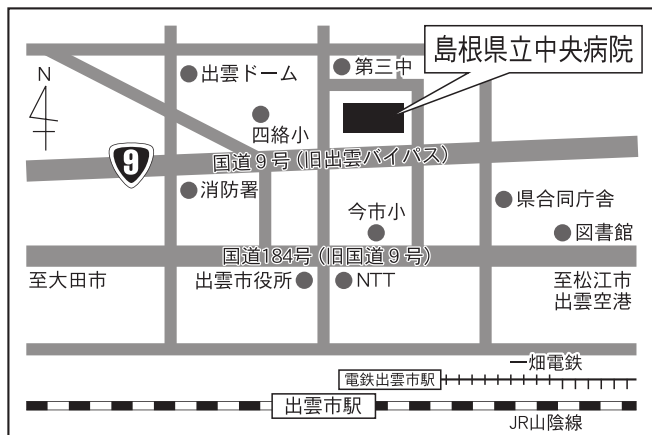 島根県立中央病院
第三中
出雲ドーム
N
四絡小
国道9号(旧出雲バイパス)
9
消防署
今市小
県合同庁舎
図書館
国道184号(旧国道9号)
至大田市
出雲市役所
NTT
至松江市
出雲空港
一畑電鉄
電鉄出雲市駅
出雲市駅
JR山陰線